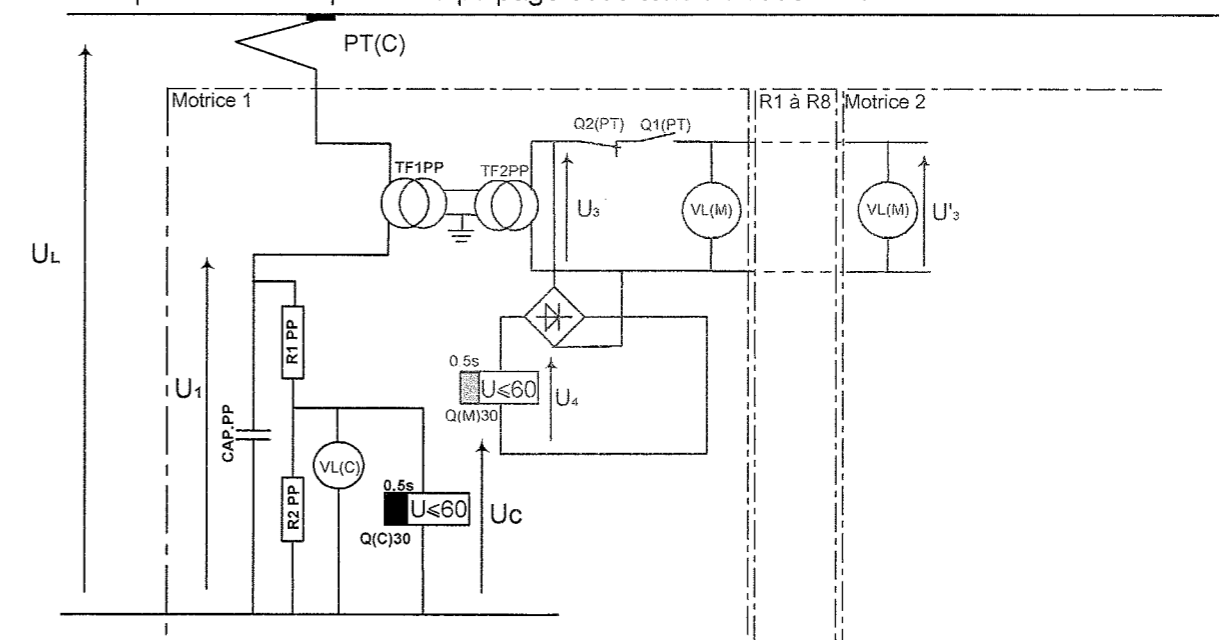 PT(C)
Motrice 1
R1 à R8
Motrice 2
Q2(PT)
Q1(PT)
TF1PP
TF2PP
U₃
VL(M)
VL(M)
U'₃
UL
R1 PP
0.5s
U⩽60
U₄
Q(M)30
U₁
CAP.PP
VL(C)
R2 PP
0.5s
U⩽60
Uc
Q(C)30